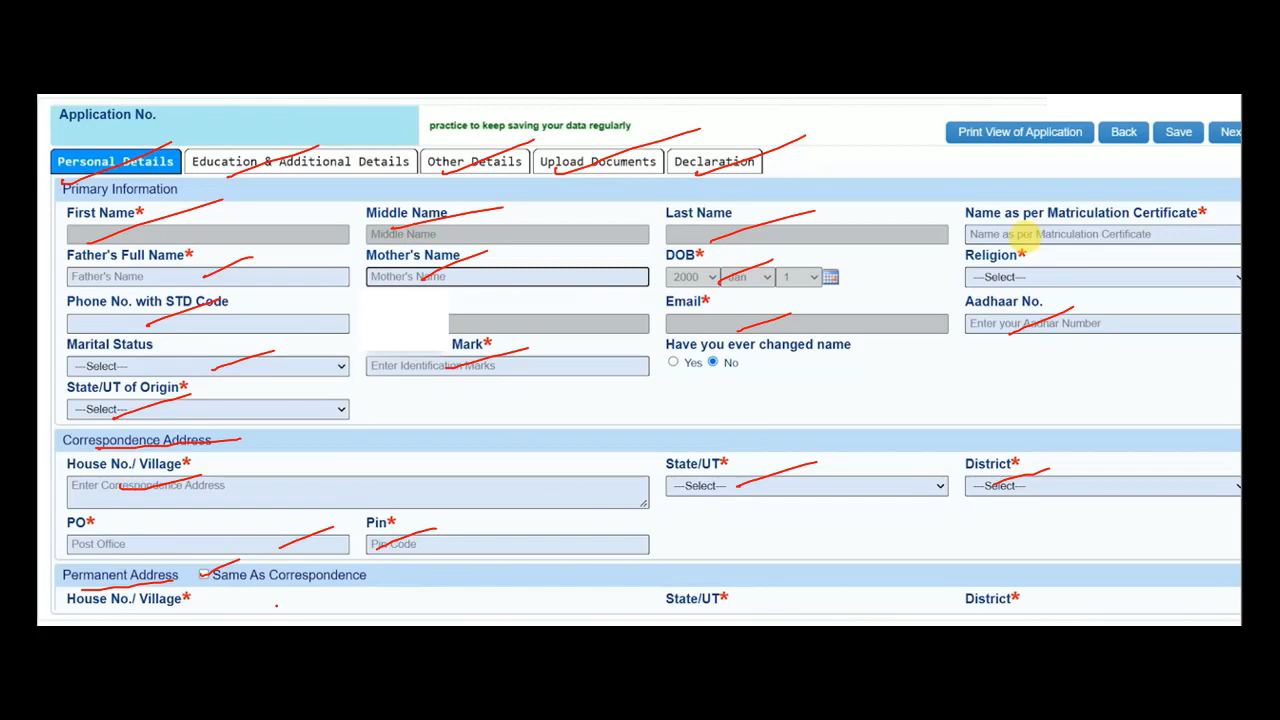 Application No.
practice to keep saving your data regularly
Print View of Application Back Save Nex
Personal Details Education & Additional Details Other Details Upload Documents Declaration
Primary Information
First Name* Middle Name Last Name Name as per Matriculation Certificate*
Middle Name Name as per Matriculation Certificate
Father's Full Name* Mother's Name DOB* Religion*
Father's Name Mother's Name 2000 Jan 1 ---Select---
Phone No. with STD Code Email* Aadhaar No.
Enter your Aadhar Number
Marital Status Mark* Have you ever changed name
---Select--- Enter Identification Marks Yes No
State/UT of Origin*
---Select---
Correspondence Address
House No./ Village* State/UT* District*
Enter Correspondence Address ---Select--- ---Select---
PO* Pin*
Post Office Pin Code
Permanent Address Same As Correspondence
House No./ Village* State/UT* District*